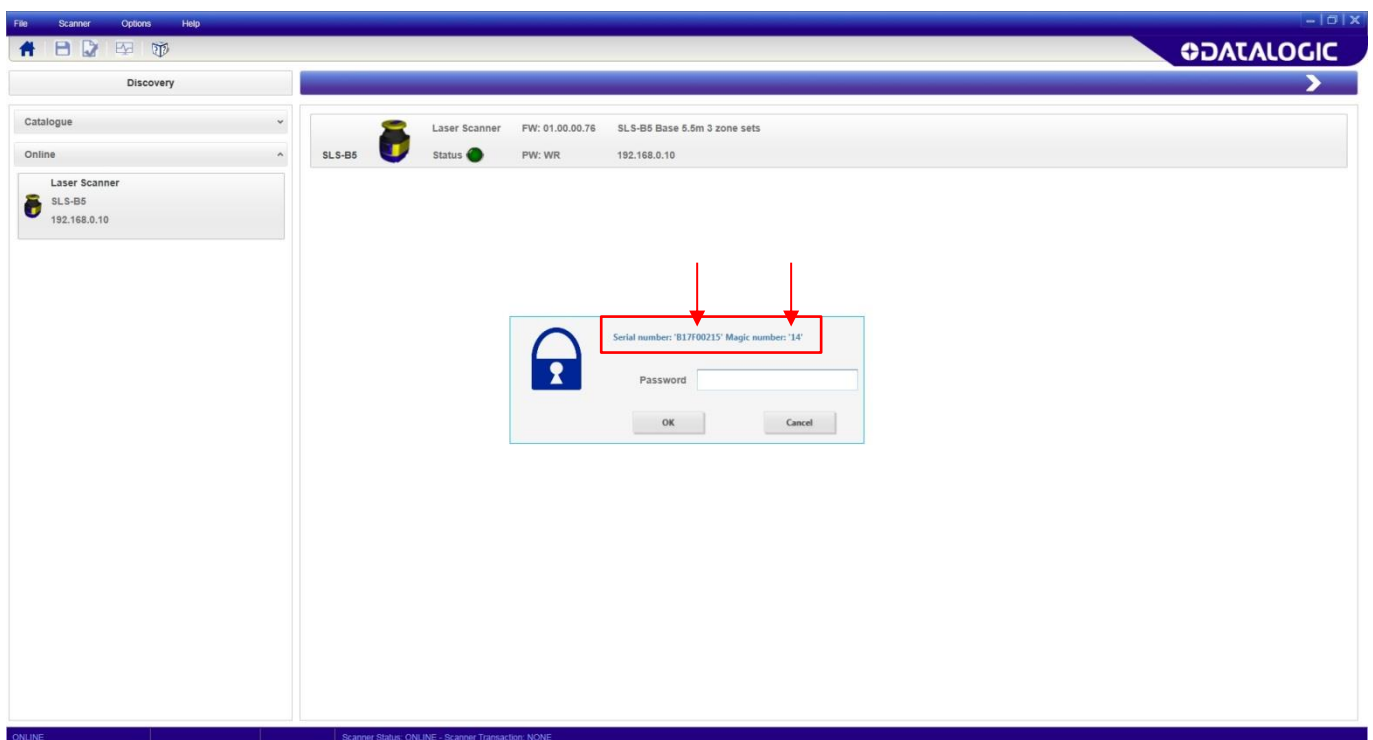 File Scanner Options Help
DATALOGIC
Discovery
Catalogue
Online
Laser Scanner
SLS-B5
192.168.0.10
Laser Scanner FW: 01.00.00.76 SLS-B5 Base 5.5m 3 zone sets
SLS-B5 Status PW: WR 192.168.0.10
Serial number: 'B17F00215' Magic number: '14'
Password
OK Cancel
ONLINE Scanner Status: ONLINE - Scanner Transaction: NONE